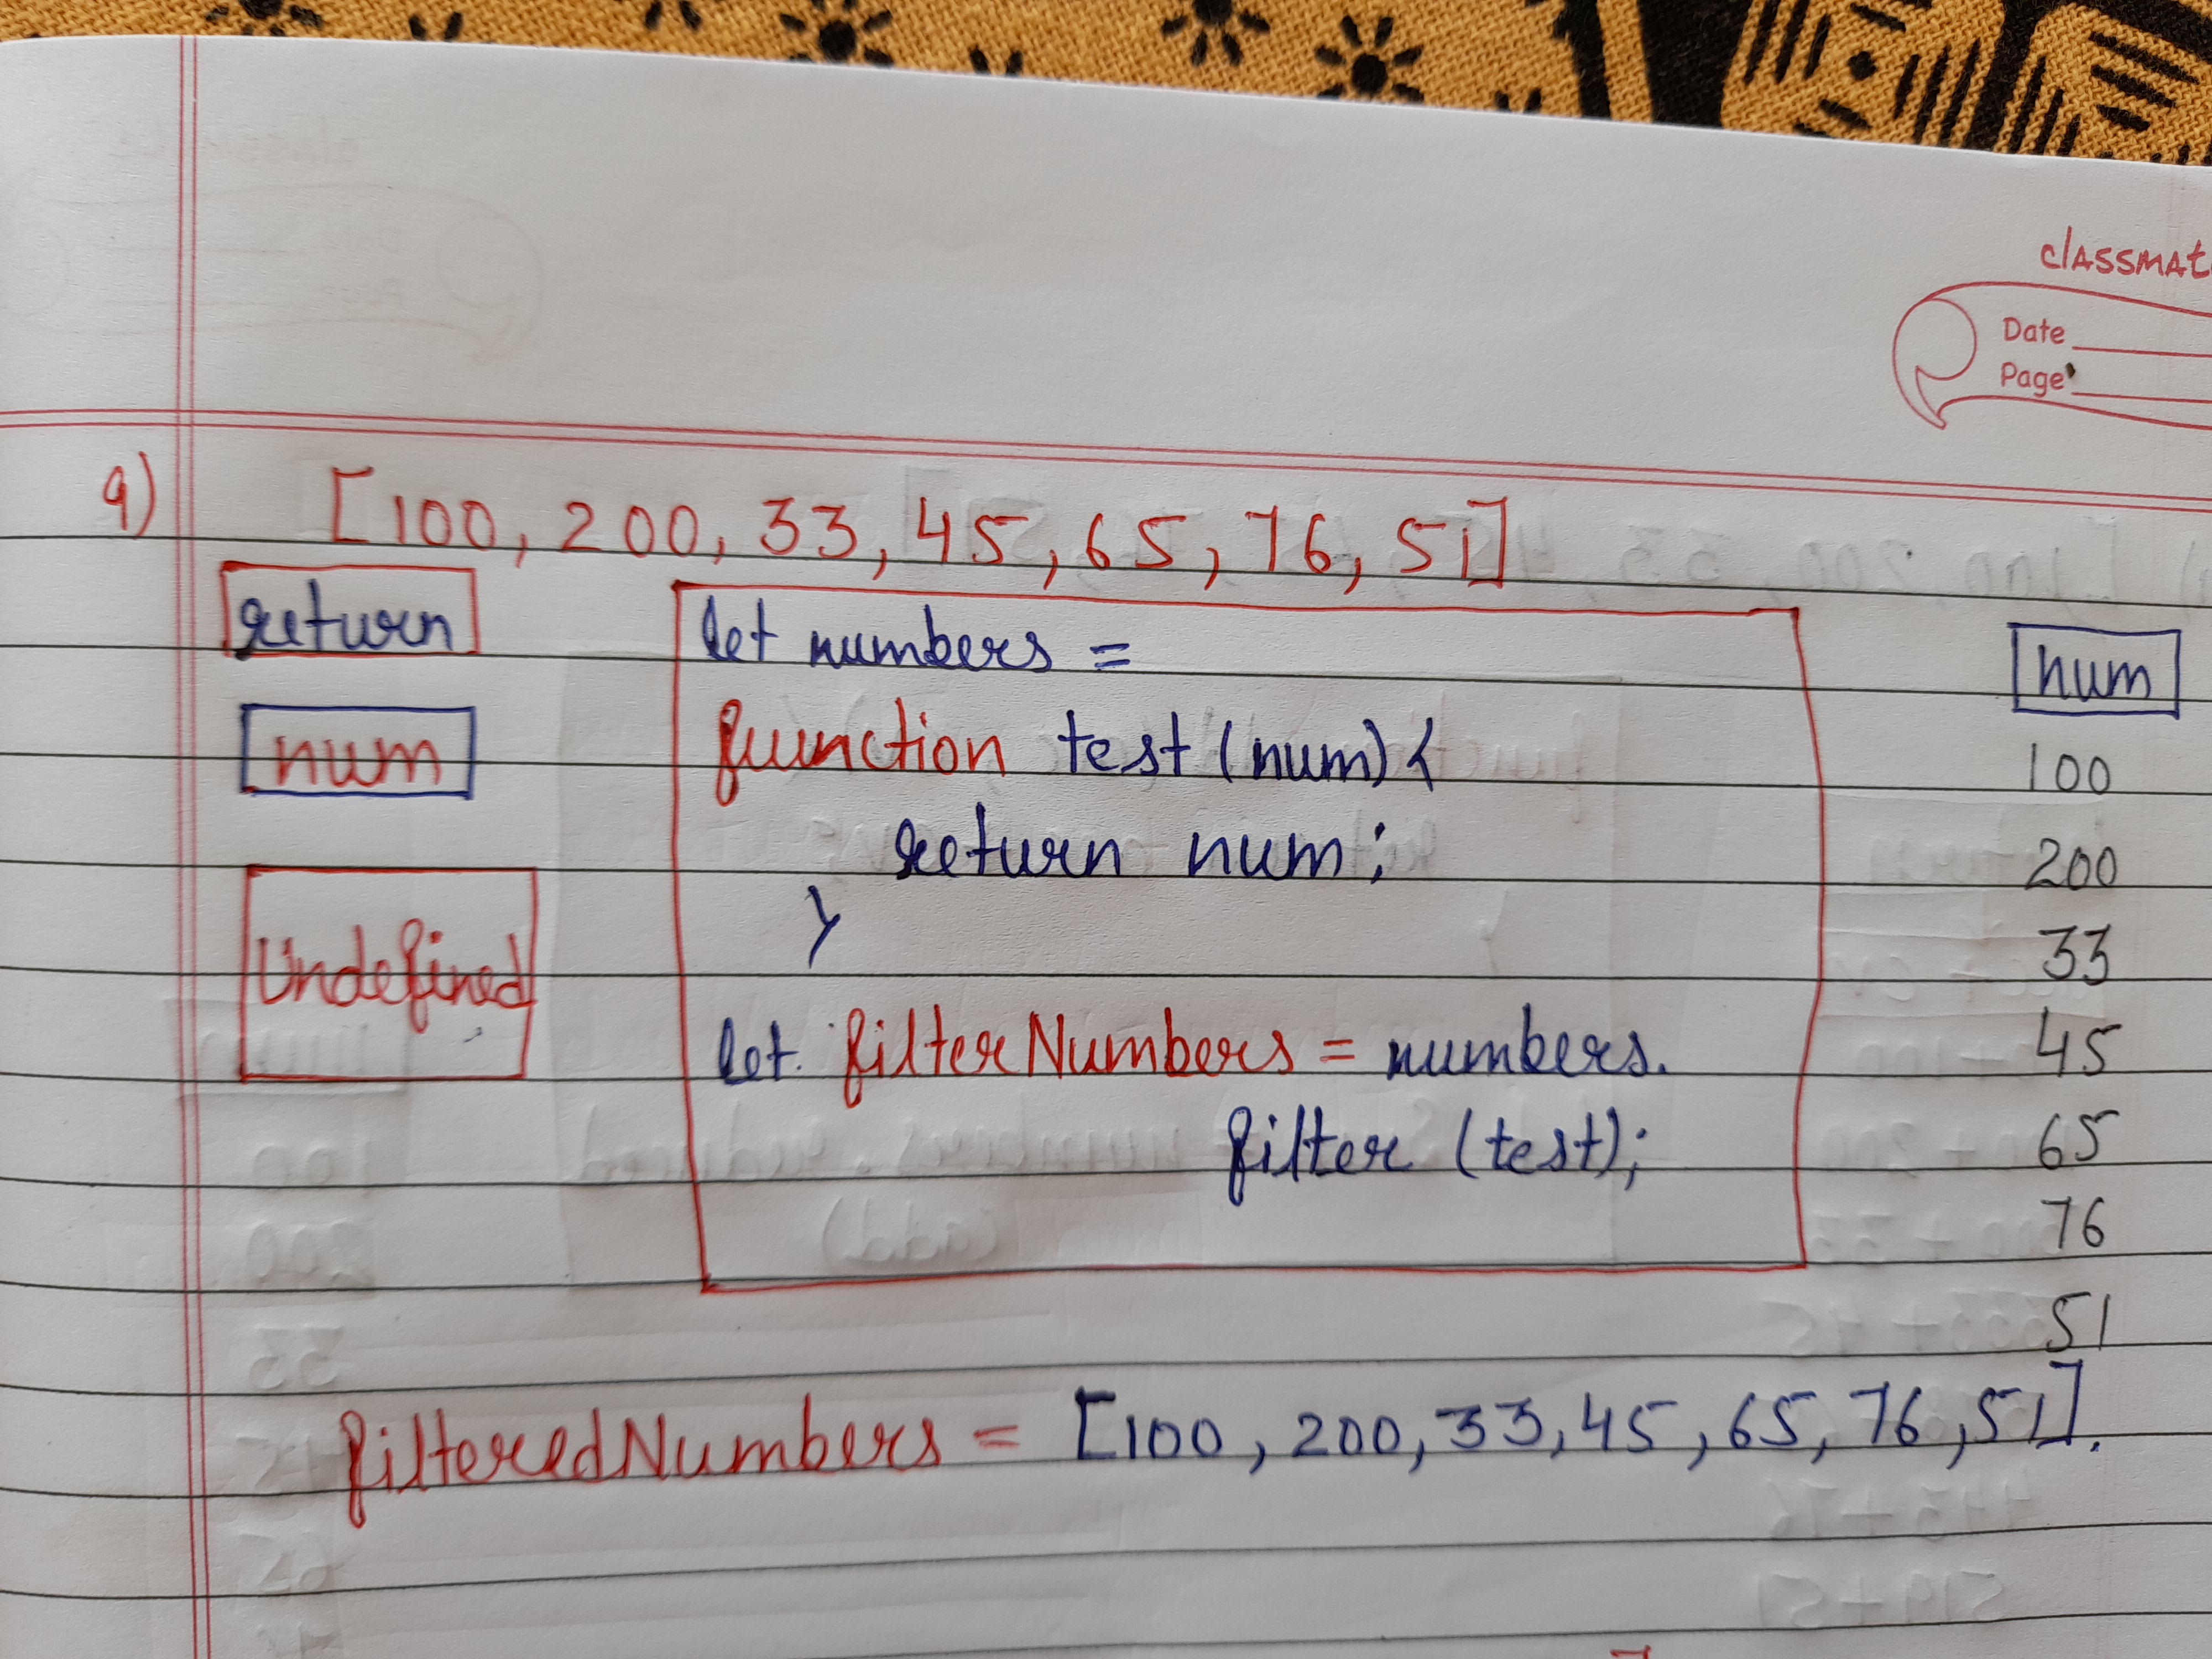 classmate
Date
Page
9)
[100, 200, 33, 45, 65, 76, 51]
return
num
Undefined
let numbers =
function test (num) {
return num;
}
let filterNumbers = numbers.
filter (test);
num
100
200
33
45
65
76
51
filteredNumbers = [100, 200, 33, 45, 65, 76, 51].